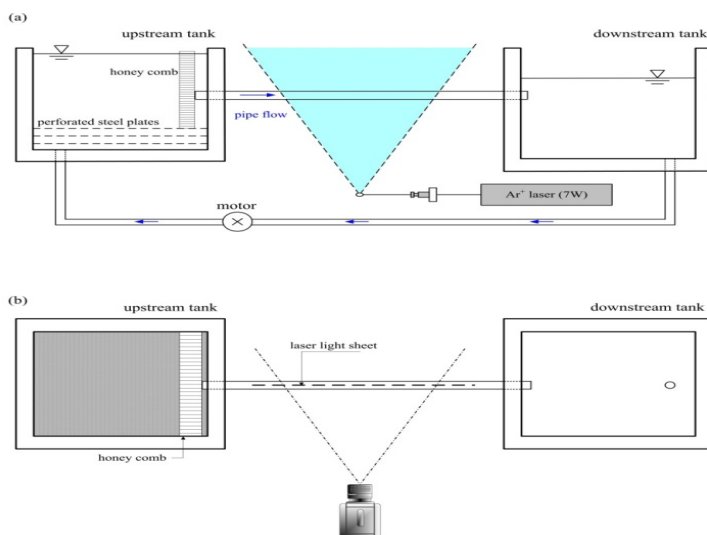 (a)
upstream tank
downstream tank
honey comb
perforated steel plates
pipe flow
Ar⁺ laser (7W)
motor
(b)
upstream tank
downstream tank
laser light sheet
honey comb